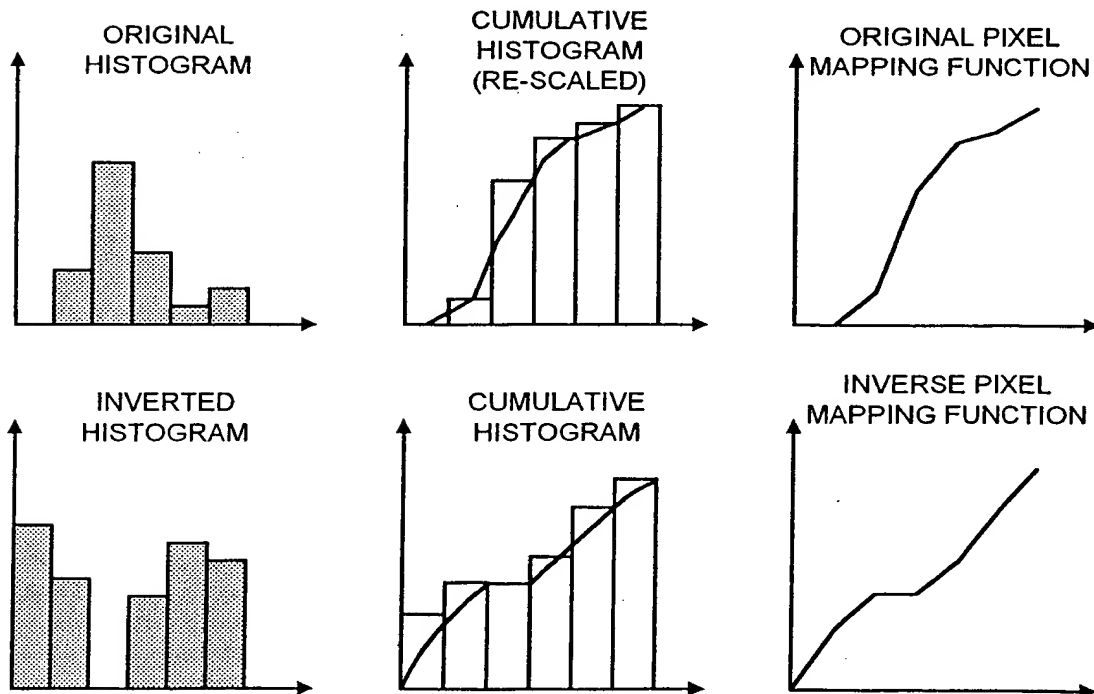 ORIGINAL
HISTOGRAM
CUMULATIVE
HISTOGRAM
(RE-SCALED)
ORIGINAL PIXEL
MAPPING FUNCTION
INVERTED
HISTOGRAM
CUMULATIVE
HISTOGRAM
INVERSE PIXEL
MAPPING FUNCTION